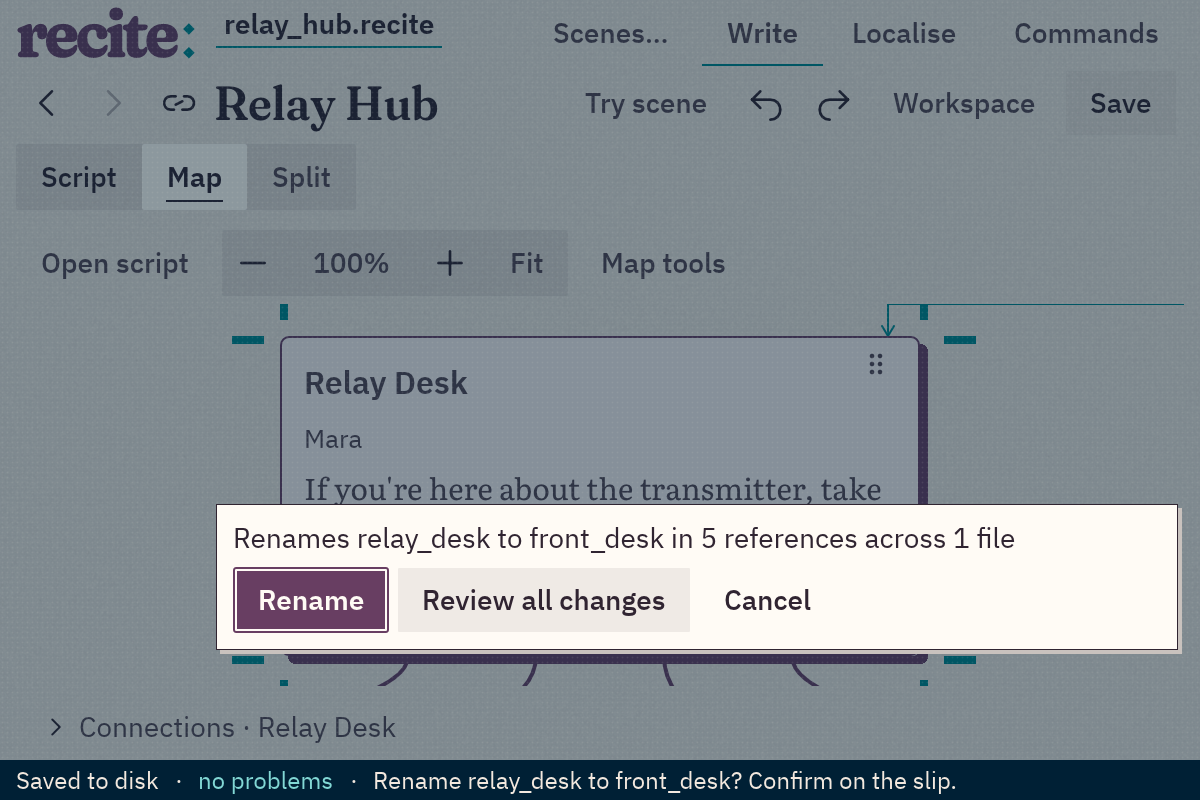 recite:
relay_hub.recite
Scenes...
Write
Localise
Commands
Relay Hub
Try scene
Workspace
Save
Script
Map
Split
Open script
100%
Fit
Map tools
Relay Desk
Mara
If you're here about the transmitter, take
Renames relay_desk to front_desk in 5 references across 1 file
Rename
Review all changes
Cancel
Connections · Relay Desk
Saved to disk · no problems · Rename relay_desk to front_desk? Confirm on the slip.